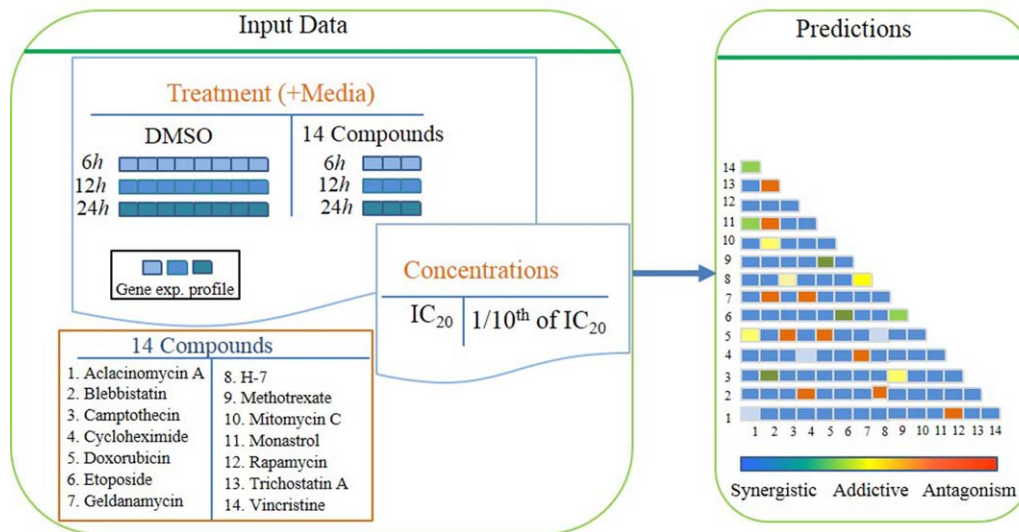 Input Data
Treatment (+Media)
DMSO
14 Compounds
6h
12h
24h
6h
12h
24h
Gene exp. profile
Concentrations
IC20
1/10th of IC20
14 Compounds
1. Aclacinomycin A
2. Blebbistatin
3. Camptothecin
4. Cycloheximide
5. Doxorubicin
6. Etoposide
7. Geldanamycin
8. H-7
9. Methotrexate
10. Mitomycin C
11. Monastrol
12. Rapamycin
13. Trichostatin A
14. Vincristine
Predictions
14
13
12
11
10
9
8
7
6
5
4
3
2
1
1 2 3 4 5 6 7 8 9 10 11 12 13 14
Synergistic Addictive Antagonism